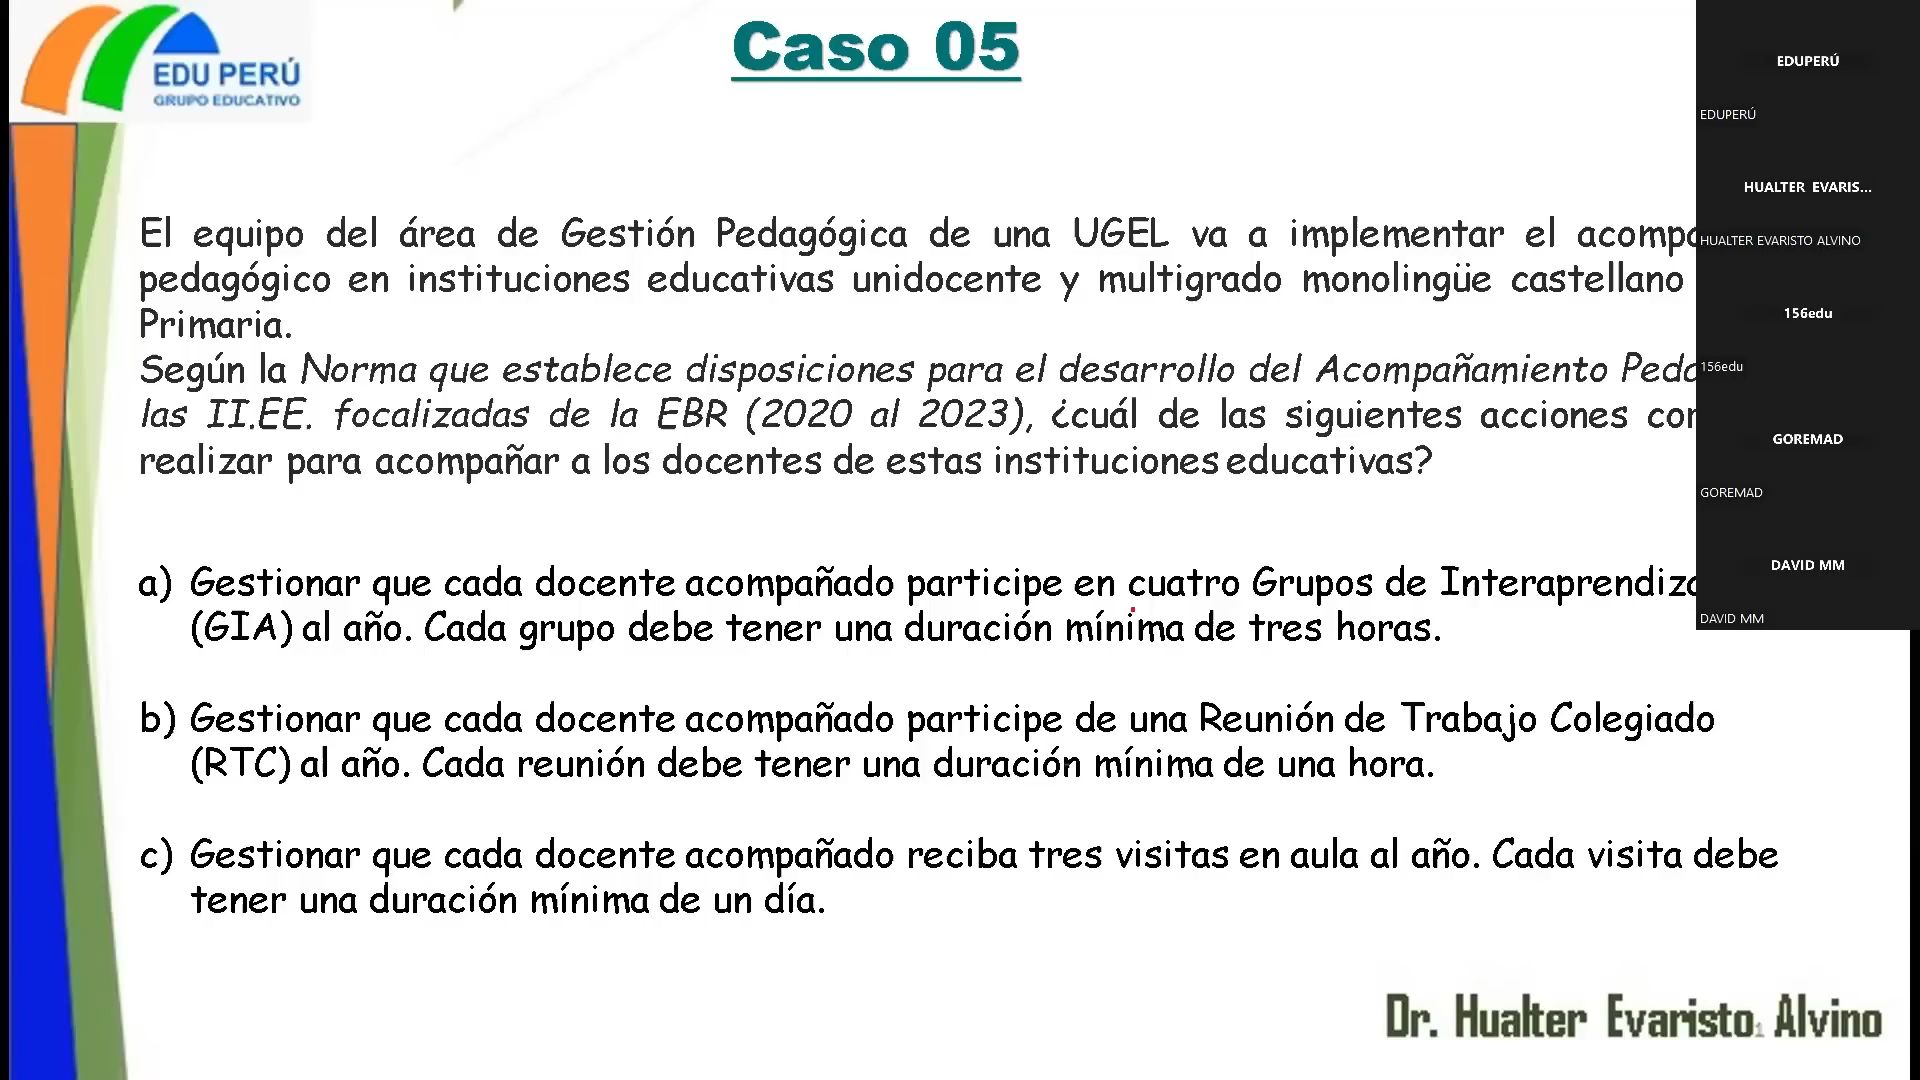 EDU PERÚ
GRUPO EDUCATIVO
Caso 05
El equipo del área de Gestión Pedagógica de una UGEL va a implementar el
pedagógico en instituciones educativas unidocente y multigrado monolingüe castellano
Primaria.
Según la Norma que establece disposiciones para el desarrollo del Acompañamiento
las II.EE. focalizadas de la EBR (2020 al 2023), ¿cuál de las siguientes acciones
realizar para acompañar a los docentes de estas instituciones educativas?
a) Gestionar que cada docente acompañado participe en cuatro Grupos de
(GIA) al año. Cada grupo debe tener una duración mínima de tres horas.
b) Gestionar que cada docente acompañado participe de una Reunión de Trabajo Colegiado
(RTC) al año. Cada reunión debe tener una duración mínima de una hora.
c) Gestionar que cada docente acompañado reciba tres visitas en aula al año. Cada visita debe
tener una duración mínima de un día.
Dr. Hualter Evaristo Alvino
EDUPERÚ
EDUPERÚ
HUALTER EVARIS...
HUALTER EVARISTO ALVINO
156edu
156edu
GOREMAD
GOREMAD
DAVID MM
DAVID MM